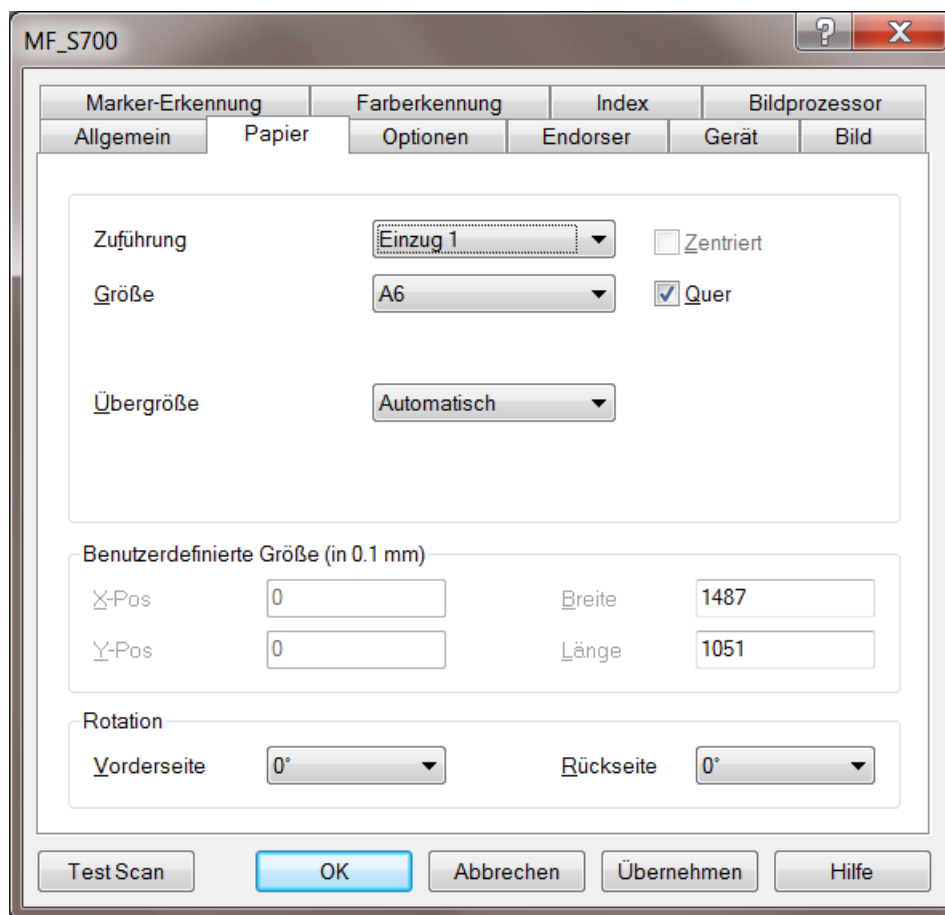 MF_S700
Marker-Erkennung Farberkennung Index Bildprozessor
Allgemein Papier Optionen Endorser Gerät Bild
Zuführung Einzug 1 Zentriert
Größe A6 Quer
Übergröße Automatisch
Benutzerdefinierte Größe (in 0.1 mm)
X-Pos 0 Breite 1487
Y-Pos 0 Länge 1051
Rotation
Vorderseite 0° Rückseite 0°
Test Scan OK Abbrechen Übernehmen Hilfe